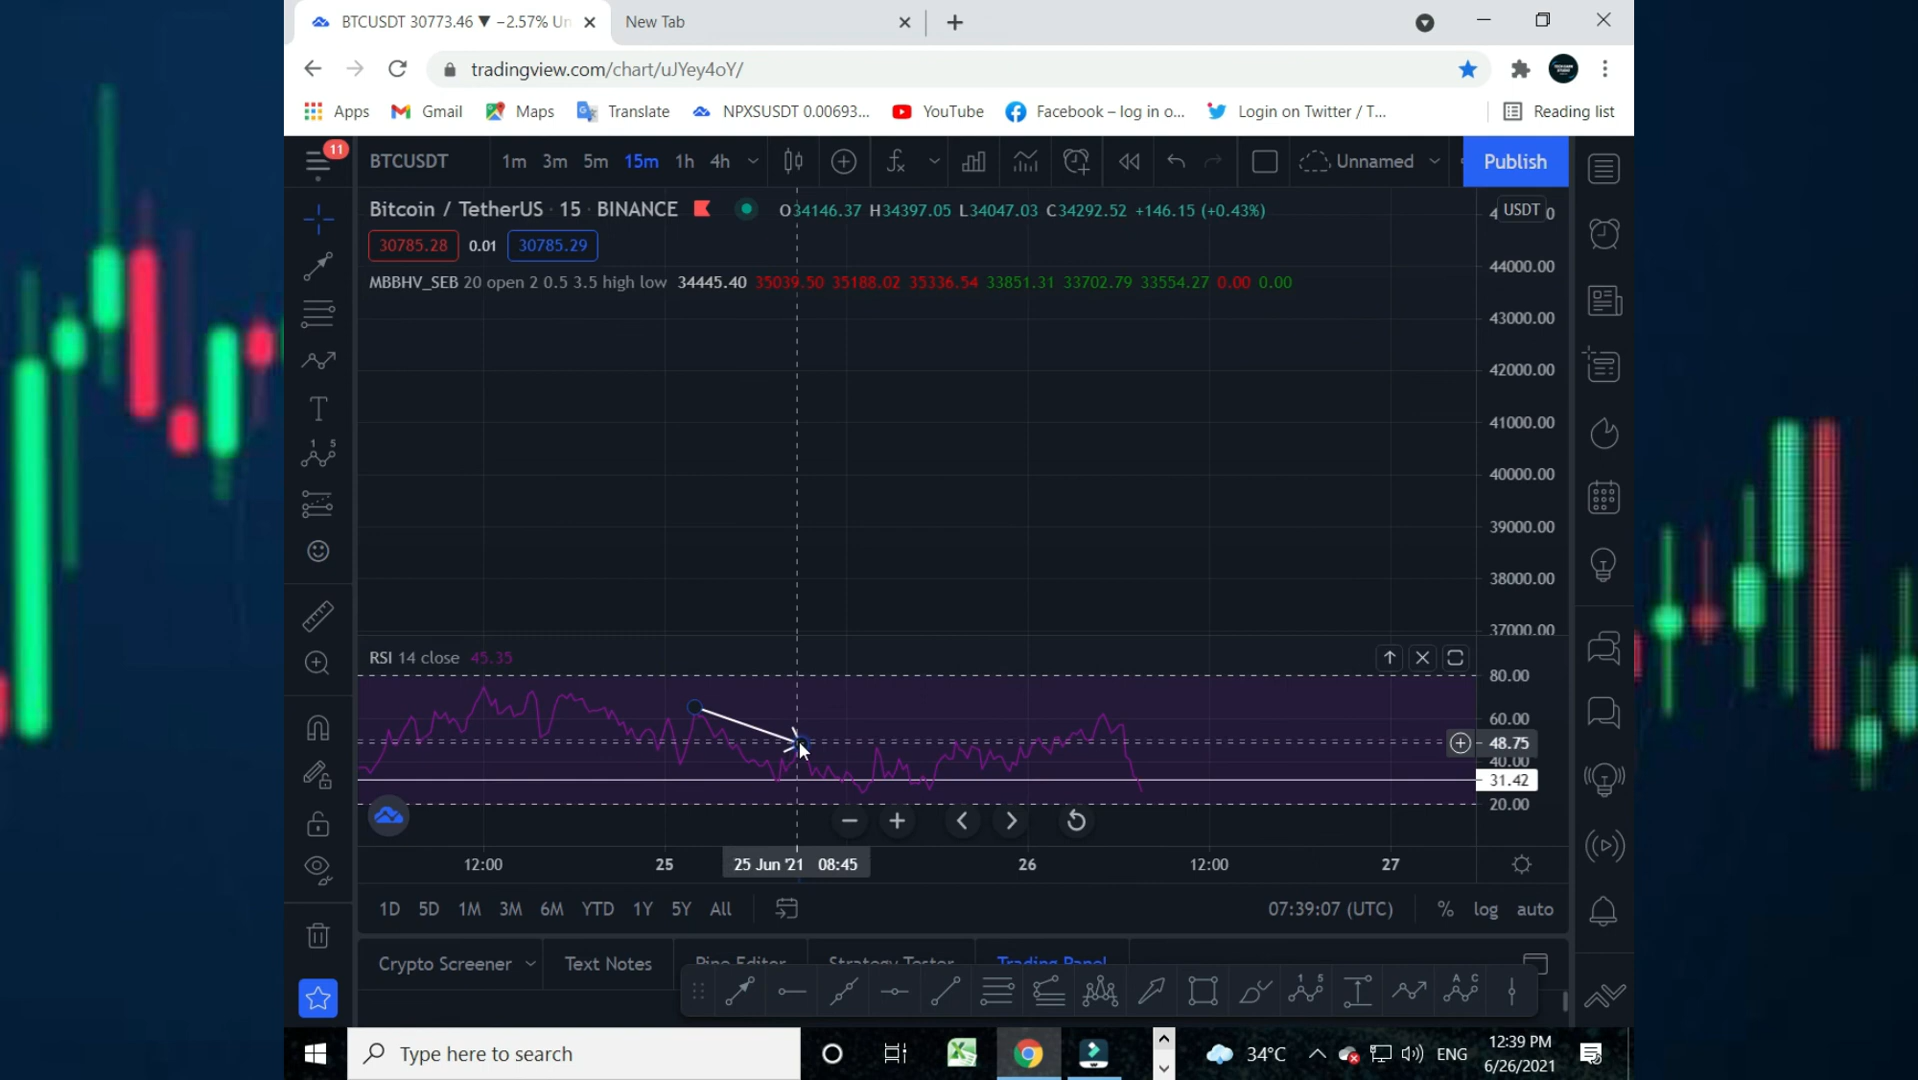 BTCUSDT 30773.46 ▼ −2.57% Un
New Tab
tradingview.com/chart/uJYey4oY/
Apps
Gmail
Maps
Translate
NPXSUSDT 0.00693...
YouTube
Facebook – log in o...
Login on Twitter / T...
Reading list
11
BTCUSDT
1m 3m 5m 15m 1h 4h
Unnamed
Publish
Bitcoin / TetherUS · 15 · BINANCE
O34146.37 H34397.05 L34047.03 C34292.52 +146.15 (+0.43%)
USDT
30785.28 0.01 30785.29
MBBHV_SEB 20 open 2 0.5 3.5 high low 34445.40 35039.50 35188.02 35336.54 33851.31 33702.79 33554.27 0.00 0.00
44000.00
43000.00
42000.00
41000.00
40000.00
39000.00
38000.00
37000.00
RSI 14 close 45.35
80.00
60.00
48.75
40.00
31.42
20.00
12:00 25 25 Jun '21 08:45 26 12:00 27
1D 5D 1M 3M 6M YTD 1Y 5Y All
07:39:07 (UTC) % log auto
Crypto Screener Text Notes Pine Editor Strategy Tester Trading Panel
Type here to search
34°C
ENG
12:39 PM
6/26/2021